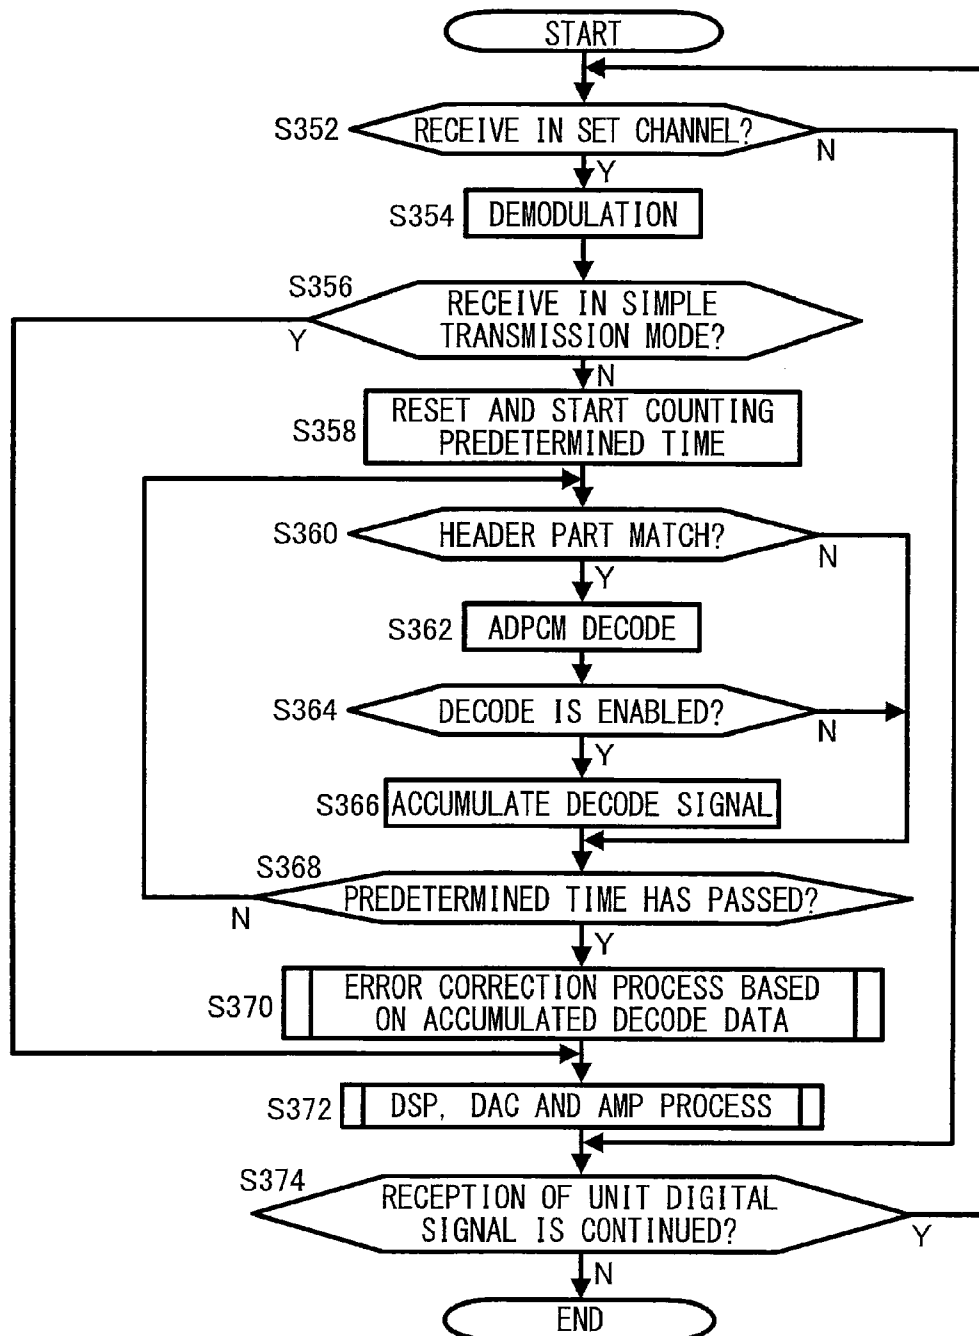 START
S352
RECEIVE IN SET CHANNEL?
N
Y
S354
DEMODULATION
S356
RECEIVE IN SIMPLE
TRANSMISSION MODE?
Y
N
S358
RESET AND START COUNTING
PREDETERMINED TIME
S360
HEADER PART MATCH?
N
Y
S362
ADPCM DECODE
S364
DECODE IS ENABLED?
N
Y
S366
ACCUMULATE DECODE SIGNAL
S368
PREDETERMINED TIME HAS PASSED?
N
Y
S370
ERROR CORRECTION PROCESS BASED
ON ACCUMULATED DECODE DATA
S372
DSP, DAC AND AMP PROCESS
S374
RECEPTION OF UNIT DIGITAL
SIGNAL IS CONTINUED?
Y
N
END